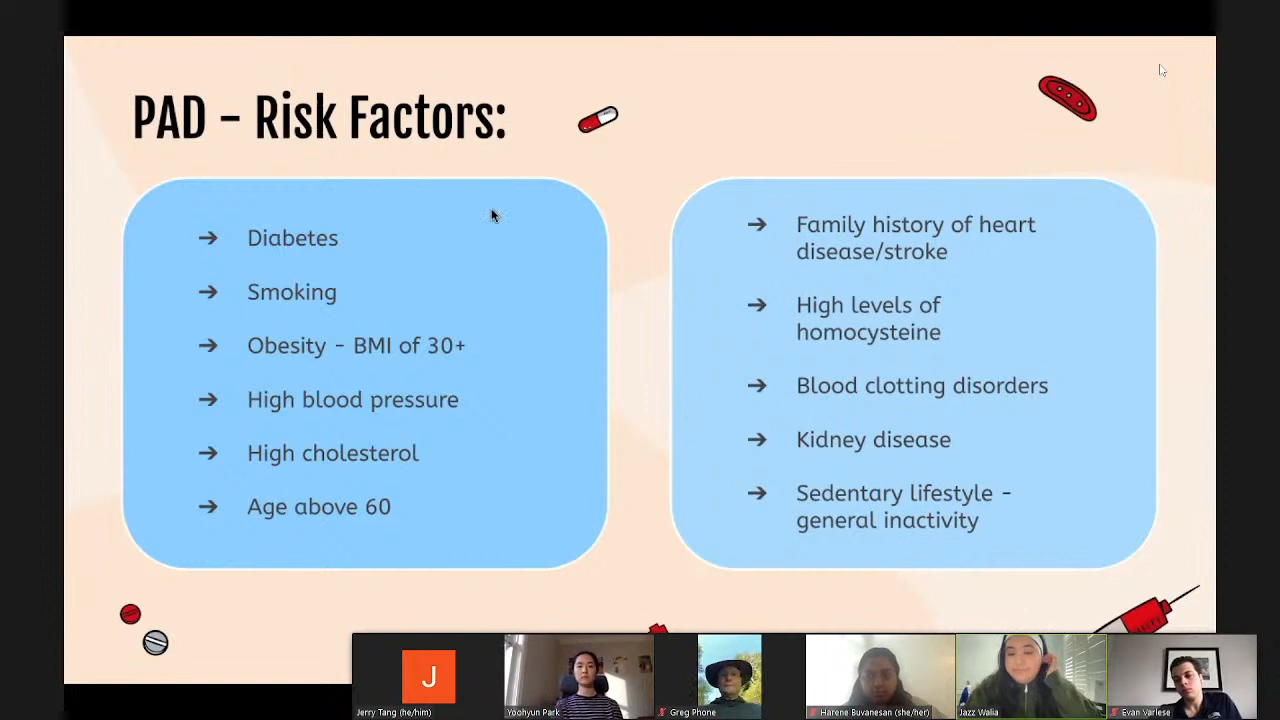 PAD - Risk Factors:
➔ Diabetes
➔ Smoking
➔ Obesity - BMI of 30+
➔ High blood pressure
➔ High cholesterol
➔ Age above 60
➔ Family history of heart
disease/stroke
➔ High levels of
homocysteine
➔ Blood clotting disorders
➔ Kidney disease
➔ Sedentary lifestyle -
general inactivity
J
Jerry Tang (he/him)
Yoohyun Park
Greg Phone
Harene Buvanesan (she/her)
Jazz Walia
Evan Varlese